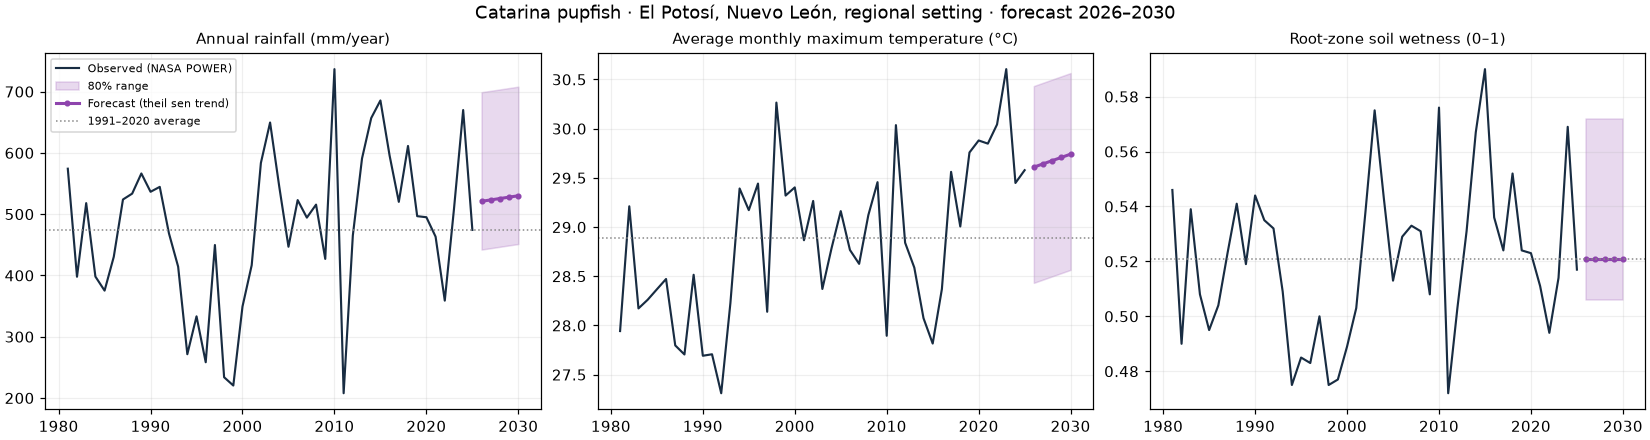 Catarina pupfish · El Potosí, Nuevo León, regional setting · forecast 2026–2030
Annual rainfall (mm/year)
Observed (NASA POWER)
80% range
Forecast (theil sen trend)
1991–2020 average
700
600
500
400
300
200
1980 1990 2000 2010 2020 2030
Average monthly maximum temperature (°C)
30.5
30.0
29.5
29.0
28.5
28.0
27.5
1980 1990 2000 2010 2020 2030
Root-zone soil wetness (0–1)
0.58
0.56
0.54
0.52
0.50
0.48
1980 1990 2000 2010 2020 2030